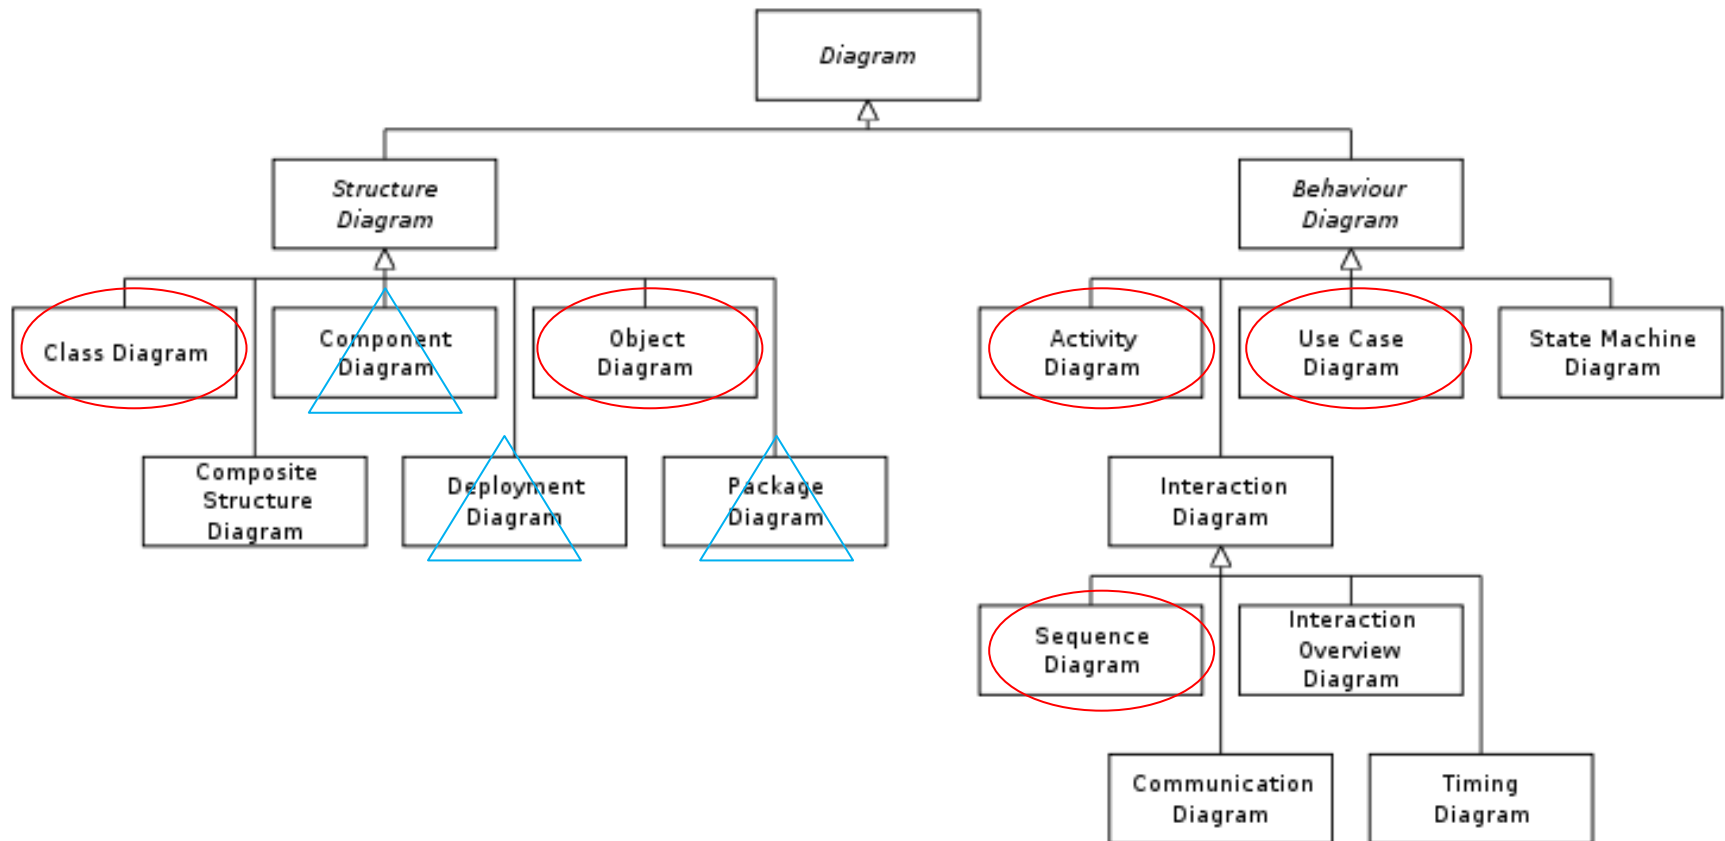 Diagram
Structure
Diagram
Behaviour
Diagram
Class Diagram
Component
Diagram
Object
Diagram
Activity
Diagram
Use Case
Diagram
State Machine
Diagram
Composite
Structure
Diagram
Deployment
Diagram
Package
Diagram
Interaction
Diagram
Sequence
Diagram
Interaction
Overview
Diagram
Communication
Diagram
Timing
Diagram